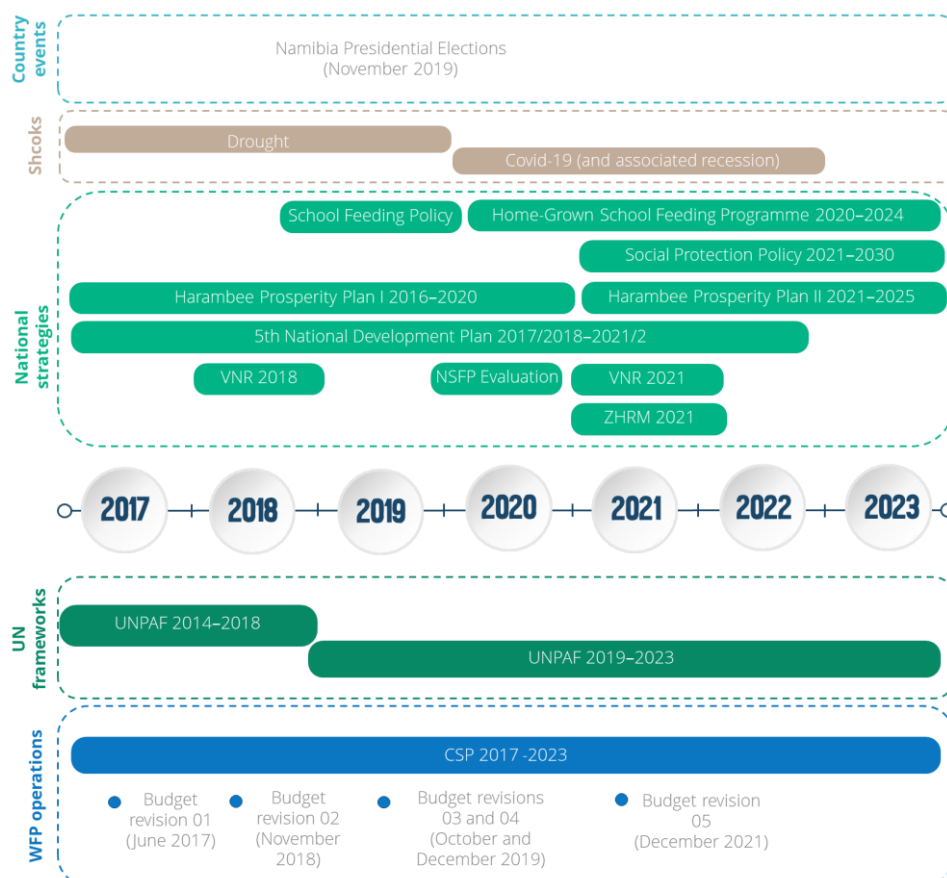 Country
events
Namibia Presidential Elections
(November 2019)
Shcoks
Drought
Covid-19 (and associated recession)
National
strategies
School Feeding Policy
Home-Grown School Feeding Programme 2020–2024
Social Protection Policy 2021–2030
Harambee Prosperity Plan I 2016–2020
Harambee Prosperity Plan II 2021–2025
5th National Development Plan 2017/2018–2021/2
VNR 2018
NSFP Evaluation
VNR 2021
ZHRM 2021
2017
2018
2019
2020
2021
2022
2023
UN
frameworks
UNPAF 2014–2018
UNPAF 2019–2023
WFP operations
CSP 2017 -2023
Budget
revision 01
(June 2017)
Budget
revision 02
(November
2018)
Budget revisions
03 and 04
(October and
December 2019)
Budget revision
05
(December 2021)